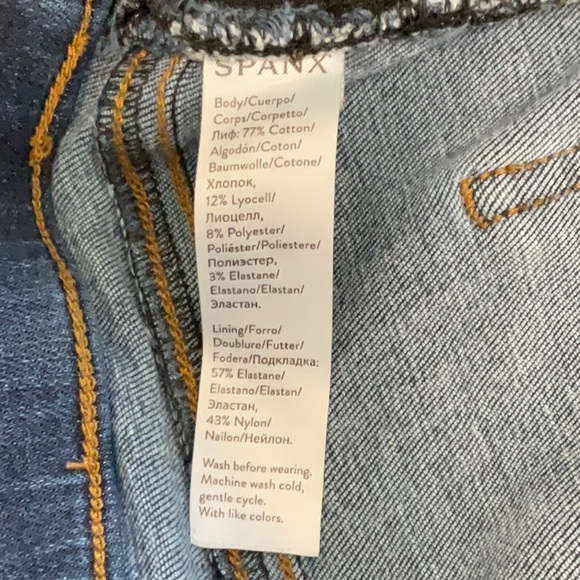 SPANX
Body/Cuerpo/
Corps/Corpetto/
Лиф: 77% Cotton/
Algodón/Coton/
Baumwolle/Cotone/
Хлопок,
12% Lyocell/
Лиоцелл,
8% Polyester/
Poliéster/Poliestere/
Полиэстер,
3% Elastane/
Elastano/Elastan/
Эластан.
Lining/Forro/
Doublure/Futter/
Fodera/Подкладка:
57% Elastane/
Elastano/Elastan/
Эластан,
43% Nylon/
Nailon/Нейлон.
Wash before wearing.
Machine wash cold,
gentle cycle.
With like colors.